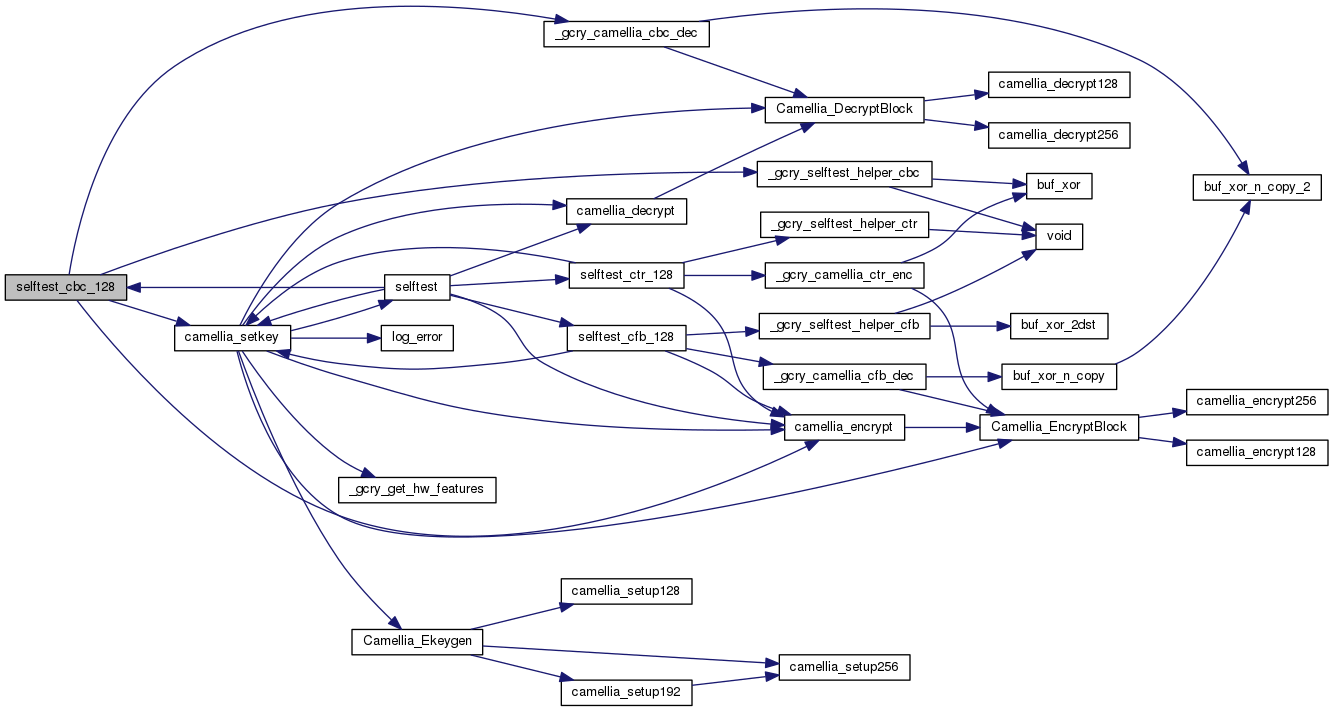 _gcry_camellia_cbc_dec
camellia_decrypt128
Camellia_DecryptBlock
camellia_decrypt256
_gcry_selftest_helper_cbc
buf_xor
buf_xor_n_copy_2
camellia_decrypt
_gcry_selftest_helper_ctr
void
selftest_cbc_128
selftest
selftest_ctr_128
_gcry_camellia_ctr_enc
camellia_setkey
log_error
selftest_cfb_128
_gcry_selftest_helper_cfb
buf_xor_2dst
_gcry_camellia_cfb_dec
buf_xor_n_copy
camellia_encrypt256
camellia_encrypt
Camellia_EncryptBlock
camellia_encrypt128
_gcry_get_hw_features
camellia_setup128
Camellia_Ekeygen
camellia_setup256
camellia_setup192